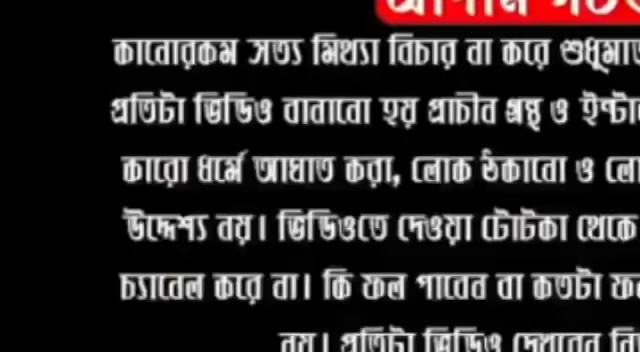 কানোরকম সত্য মিথ্যা বিচার না করে
প্রতিটা ভিডিও বানানো হয় প্রাচীন গ্রন্থ ও
কারো ধর্মে আঘাত করা, লোক ঠকানো ও
উদ্দেশ্য নয়। ভিডিওতে দেওয়া টোটকা থেকে
চ্যানেল করে না। কি ফল পাবেন বা কতটা
নয়। প্রতিটা ভিডিও দেখবেন